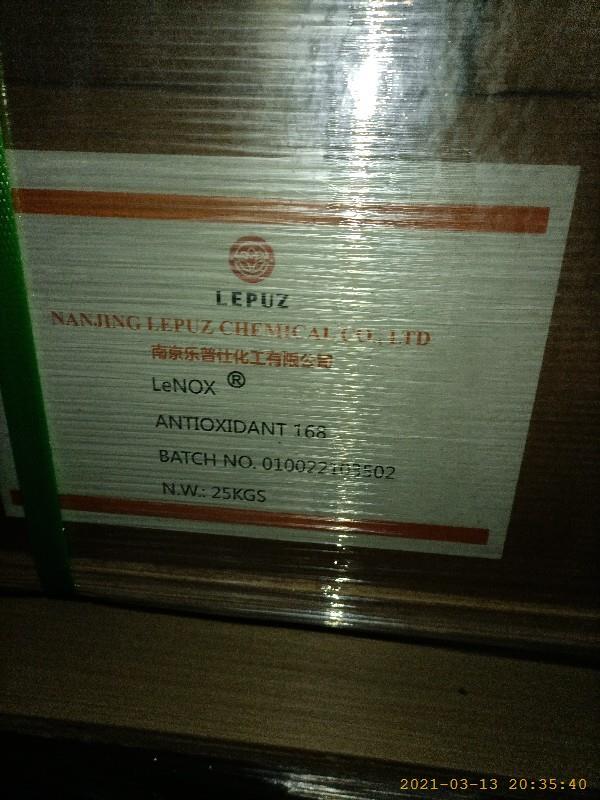 LEPUZ
NANJING LEPUZ CHEMICAL CO., LTD
南京乐普仕化工有限公司
LeNOX ®
ANTIOXIDANT 168
BATCH NO. 010022103502
N.W.: 25KGS
2021-03-13 20:35:40